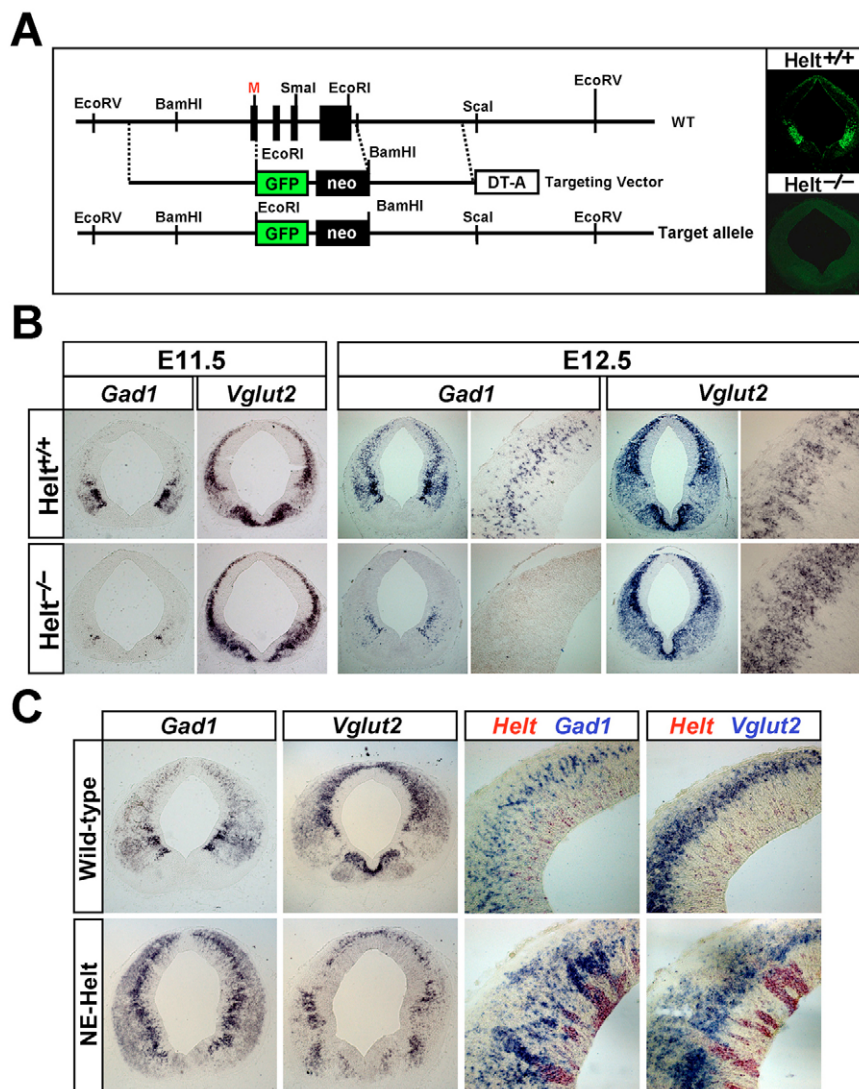 A
M SmaI EcoRI EcoRV
EcoRV BamHI ScaI
WT
EcoRI BamHI
GFP neo DT-A Targeting Vector
EcoRV BamHI EcoRI BamHI ScaI EcoRV
GFP neo Target allele
Helt+/+
Helt-/-
B
E11.5 E12.5
Gad1 Vglut2 Gad1 Vglut2
Helt+/+
Helt-/-
C
Gad1 Vglut2 Helt Gad1 Helt Vglut2
Wild-type
NE-Helt